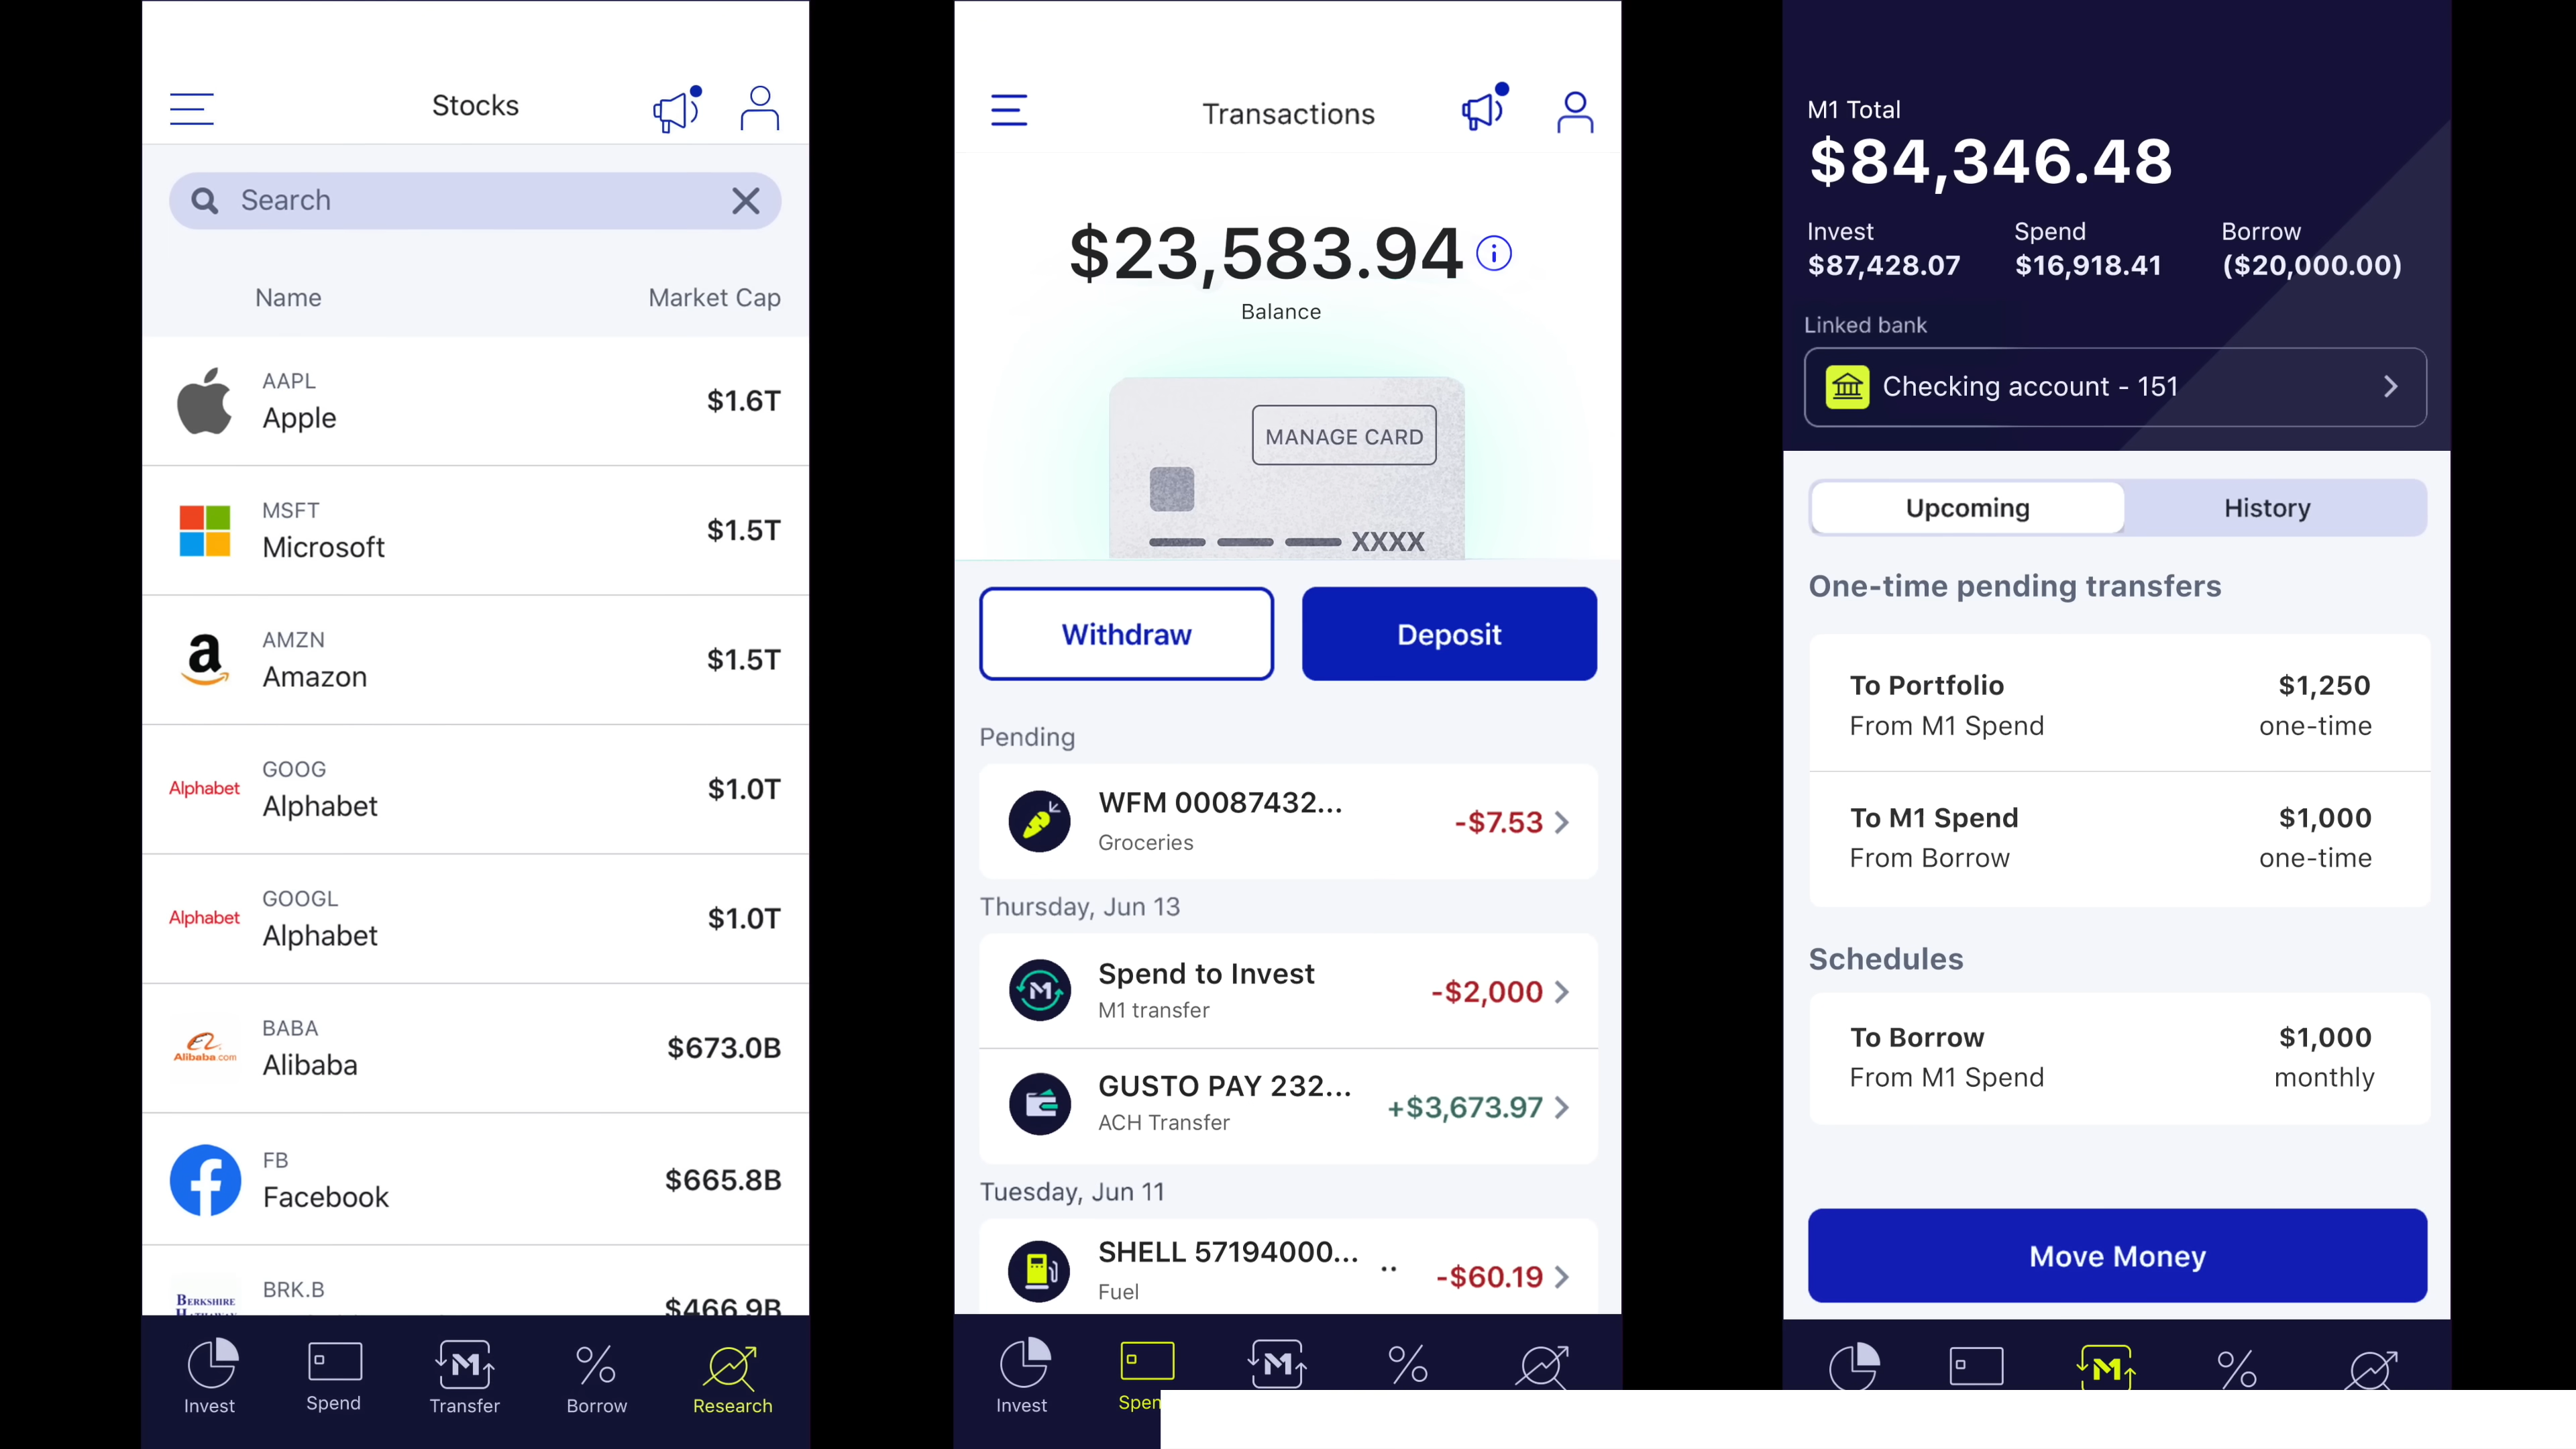 Stocks
Search
Name Market Cap
AAPL
Apple
$1.6T
MSFT
Microsoft
$1.5T
a
AMZN
Amazon
$1.5T
Alphabet
GOOG
Alphabet
$1.0T
Alphabet
GOOGL
Alphabet
$1.0T
Alibaba.com
BABA
Alibaba
$673.0B
f
FB
Facebook
$665.8B
BERKSHIRE
HATHAWAY
BRK.B
$466.9B
Invest
Spend
M
Transfer
%
Borrow
Research
Transactions
$23,583.94
i
Balance
MANAGE CARD
XXXX
Withdraw
Deposit
Pending
WFM 00087432...
Groceries
-$7.53
Thursday, Jun 13
M
Spend to Invest
M1 transfer
-$2,000
GUSTO PAY 232...
ACH Transfer
+$3,673.97
Tuesday, Jun 11
SHELL 57194000... ..
Fuel
-$60.19
Invest
Spen
M
%
M1 Total
$84,346.48
Invest Spend Borrow
$87,428.07 $16,918.41 ($20,000.00)
Linked bank
Checking account - 151
Upcoming
History
One-time pending transfers
To Portfolio $1,250
From M1 Spend one-time
To M1 Spend $1,000
From Borrow one-time
Schedules
To Borrow $1,000
From M1 Spend monthly
Move Money
M
%